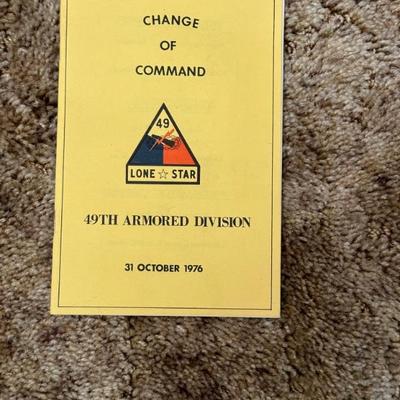 CHANGE
OF
COMMAND
49
LONE ☆ STAR
49TH ARMORED DIVISION
31 OCTOBER 1976